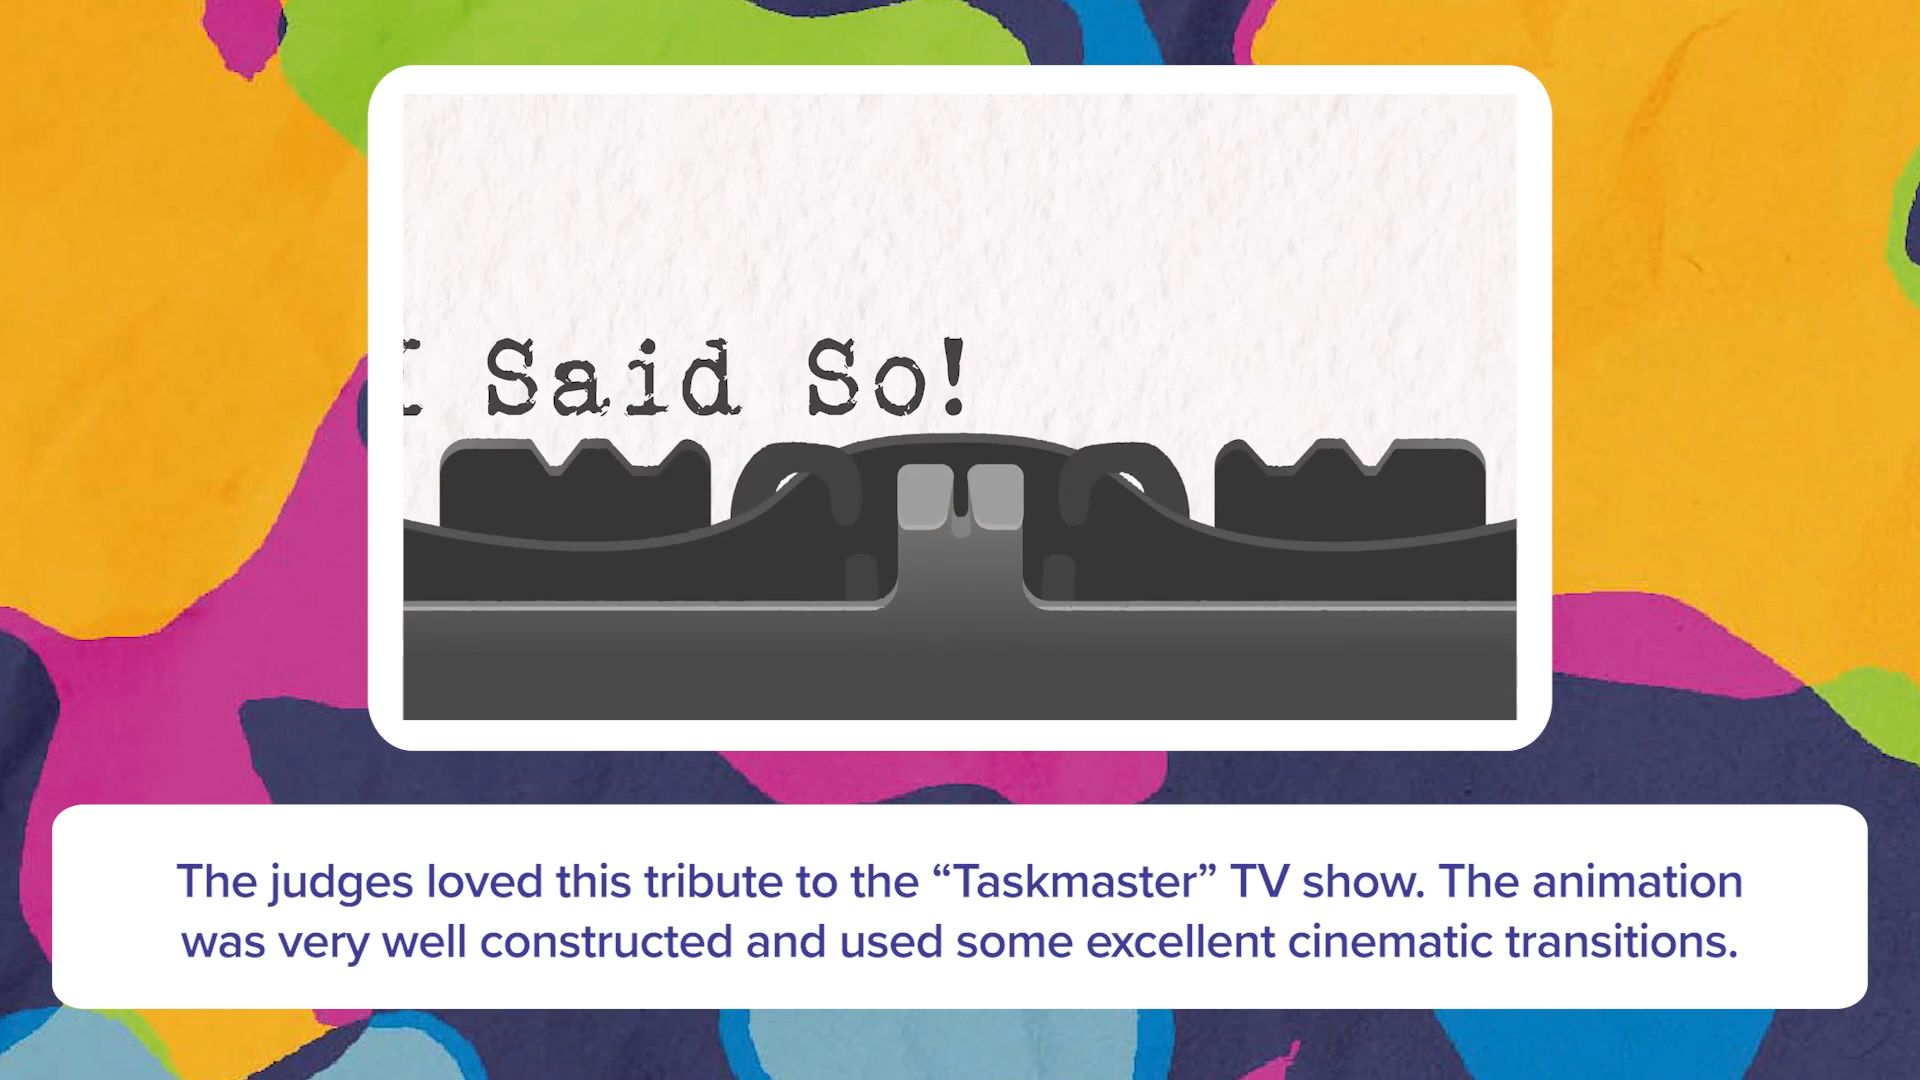 I Said So!
The judges loved this tribute to the “Taskmaster” TV show. The animation
was very well constructed and used some excellent cinematic transitions.